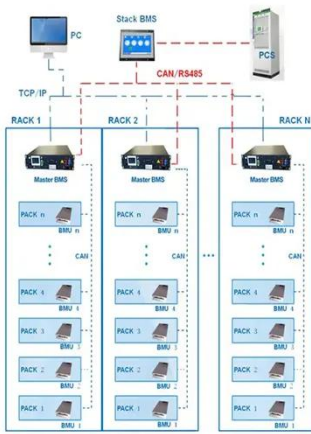 PC
Stack BMS
PCS
CAN/RS485
TCP/IP
RACK 1
RACK 2
RACK N
Master BMS
Master BMS
Master BMS
PACK n
BMU n
PACK n
BMU n
PACK n
BMU n
CAN
CAN
CAN
...
PACK 4
BMU 4
PACK 4
BMU 4
PACK 4
BMU 4
PACK 3
BMU 3
PACK 3
BMU 3
PACK 3
BMU 3
PACK 2
BMU 2
PACK 2
BMU 2
PACK 2
BMU 2
PACK 1
BMU 1
PACK 1
BMU 1
PACK 1
BMU 1